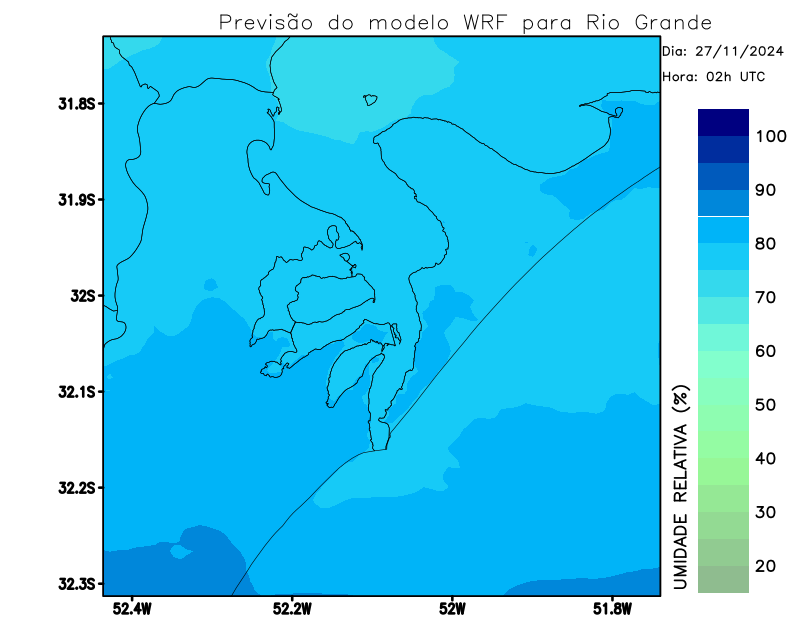 Previsão do modelo WRF para Rio Grande
Dia: 27/11/2024
Hora: 02h UTC
31.8S
31.9S
32S
32.1S
32.2S
32.3S
52.4W
52.2W
52W
51.8W
UMIDADE RELATIVA (%)
100
90
80
70
60
50
40
30
20